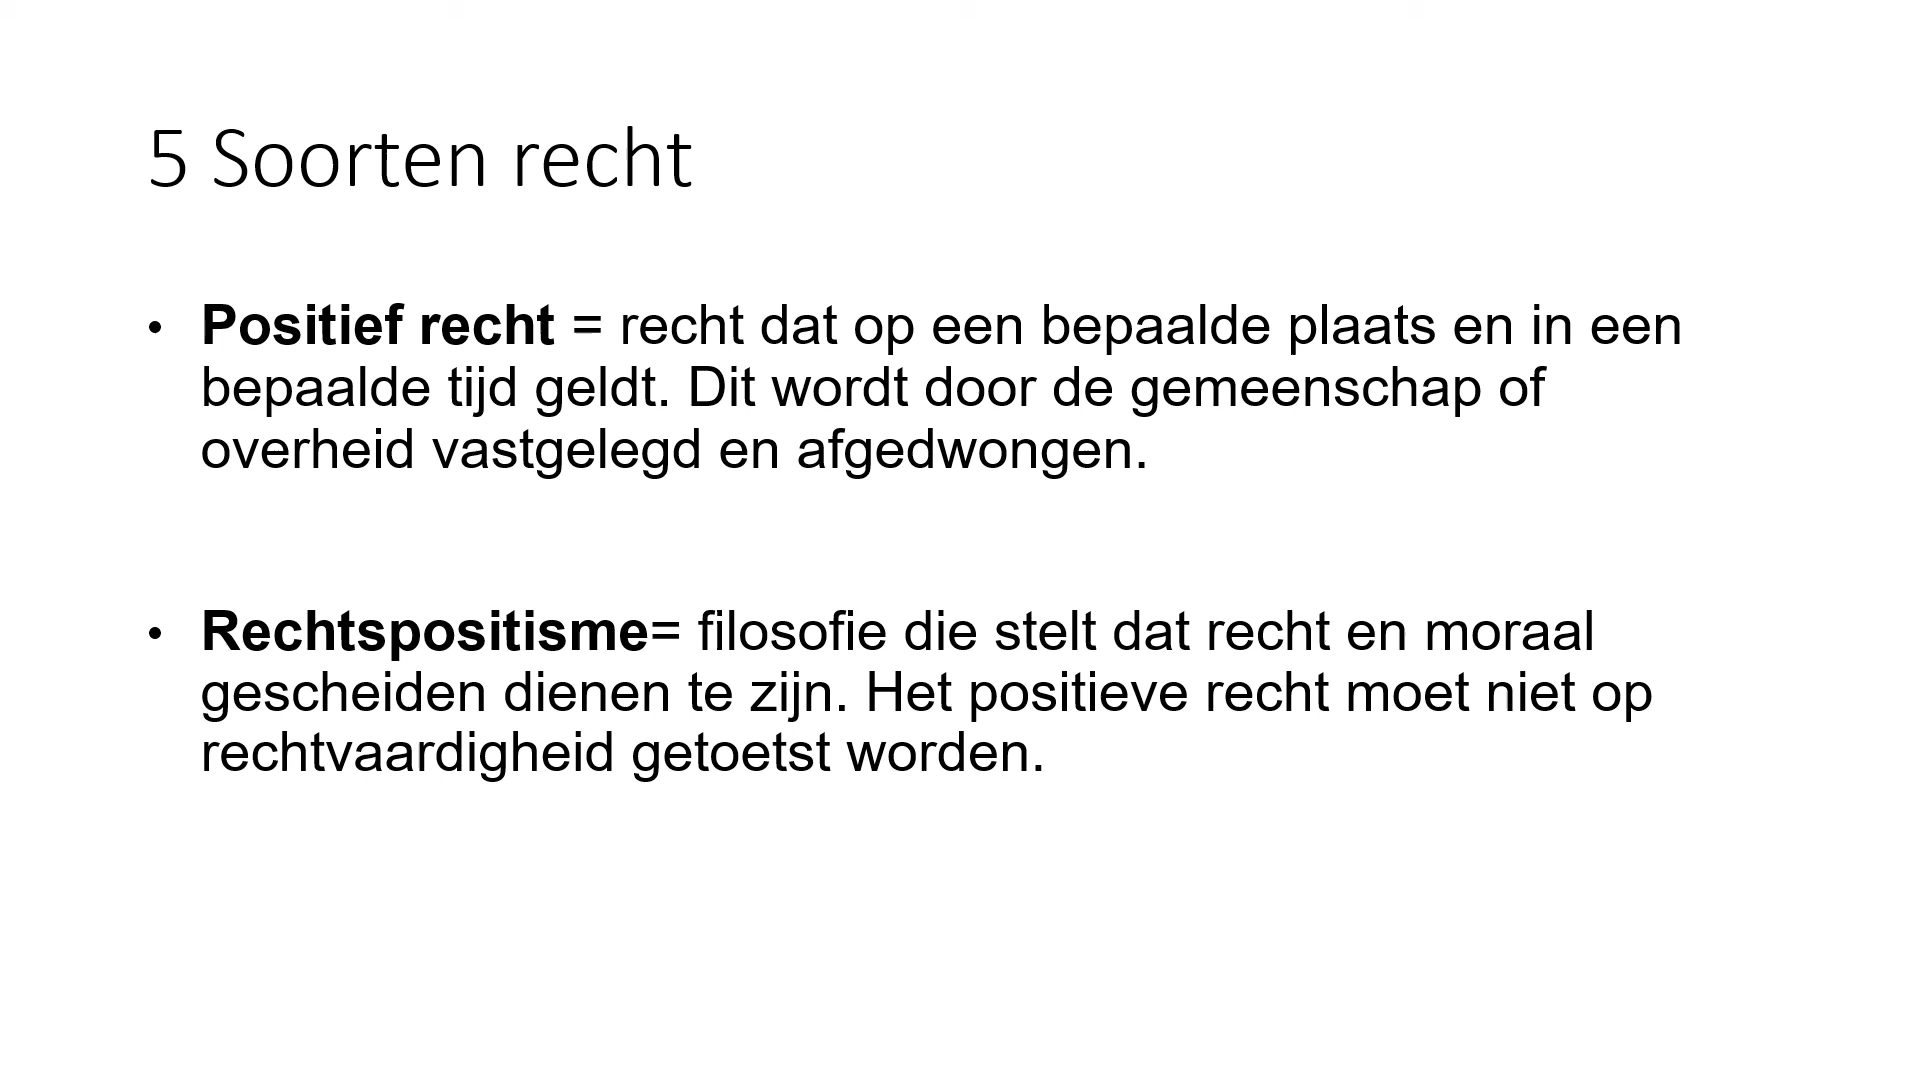 5 Soorten recht
• Positief recht = recht dat op een bepaalde plaats en in een
bepaalde tijd geldt. Dit wordt door de gemeenschap of
overheid vastgelegd en afgedwongen.
• Rechtspositisme= filosofie die stelt dat recht en moraal
gescheiden dienen te zijn. Het positieve recht moet niet op
rechtvaardigheid getoetst worden.